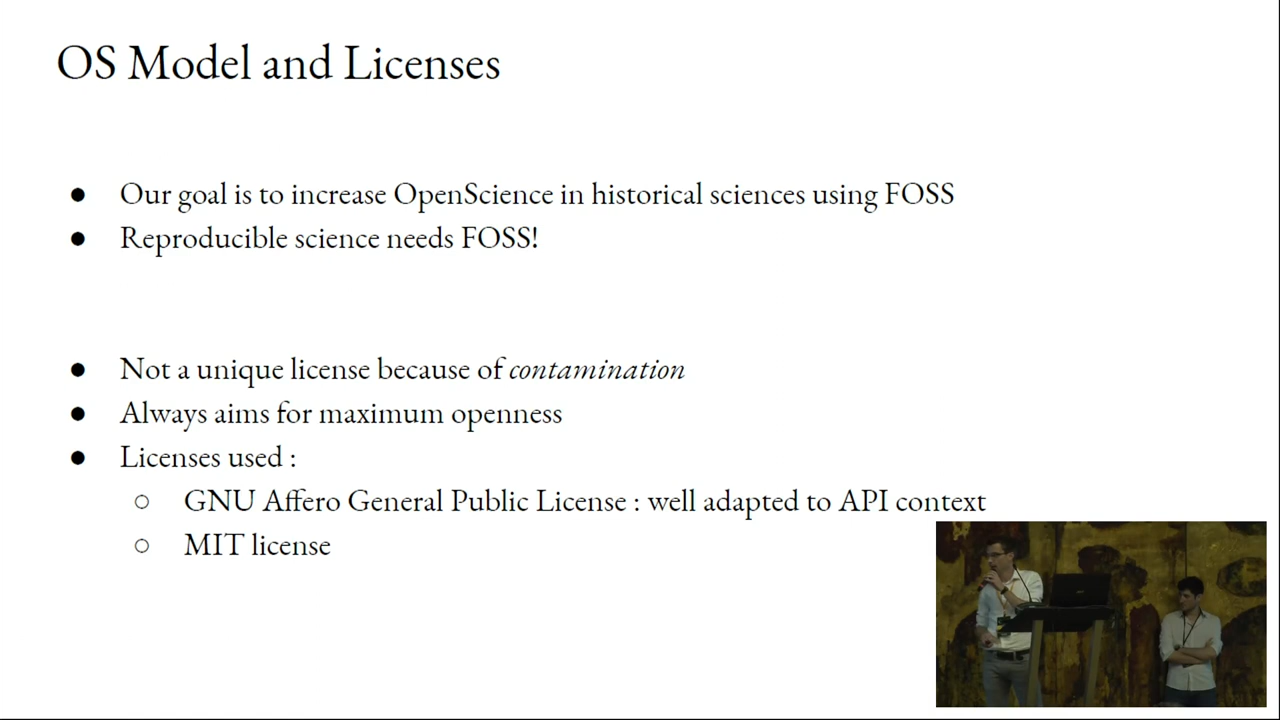 OS Model and Licenses
● Our goal is to increase OpenScience in historical sciences using FOSS
● Reproducible science needs FOSS!
● Not a unique license because of contamination
● Always aims for maximum openness
● Licenses used :
○ GNU Affero General Public License : well adapted to API context
○ MIT license